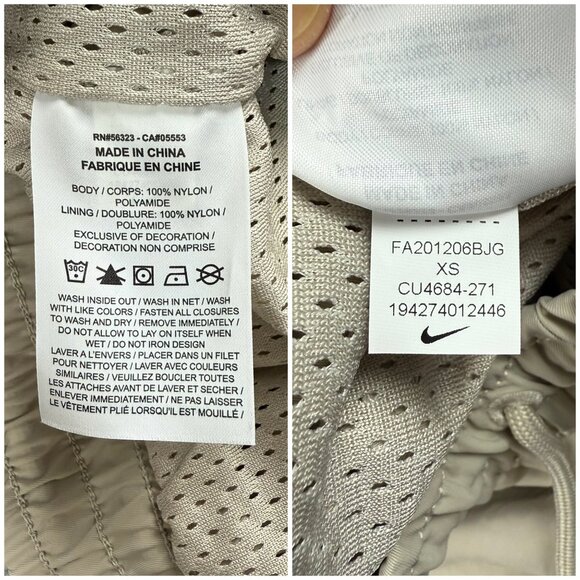 RN#56323 - CA#05553
MADE IN CHINA
FABRIQUE EN CHINE
BODY / CORPS: 100% NYLON /
POLYAMIDE
LINING / DOUBLURE: 100% NYLON /
POLYAMIDE
EXCLUSIVE OF DECORATION /
DECORATION NON COMPRISE
30C
WASH INSIDE OUT / WASH IN NET / WASH
WITH LIKE COLORS / FASTEN ALL CLOSURES
TO WASH AND DRY / REMOVE IMMEDIATELY /
DO NOT ALLOW TO LAY ON ITSELF WHEN
WET / DO NOT IRON DESIGN
LAVER A L'ENVERS / PLACER DANS UN FILET
POUR NETTOYER / LAVER AVEC COULEURS
SIMILAIRES / VEUILLEZ BOUCLER TOUTES
LES ATTACHES AVANT DE LAVER ET SECHER /
REMOVER IMMÉDIATEMENT / NE PAS LAISSER
LE VÊTEMENT PLIÉ LORSQU'IL EST MOUILLÉ /
FA201206BJG
XS
CU4684-271
194274012446